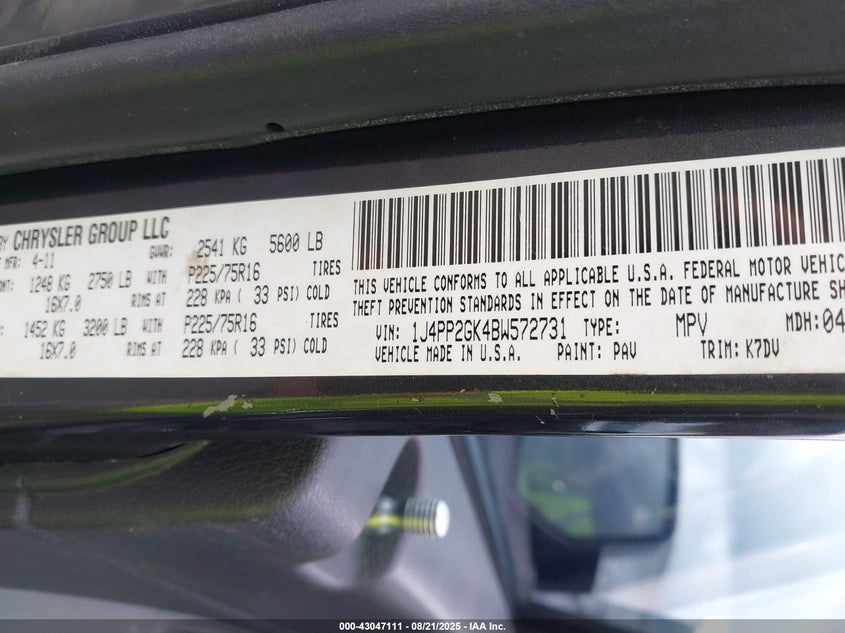 BY CHRYSLER GROUP LLC
MFR: 4-11 GVWR: 2541 KG 5600 LB
1248 KG 2750 LB WITH P225/75R16 TIRES
16X7.0 RIMS AT 228 KPA ( 33 PSI) COLD
1452 KG 3200 LB WITH P225/75R16 TIRES
16X7.0 RIMS AT 228 KPA ( 33 PSI) COLD
THIS VEHICLE CONFORMS TO ALL APPLICABLE U.S.A. FEDERAL MOTOR
THEFT PREVENTION STANDARDS IN EFFECT ON THE DATE OF MANUFACTURE
VIN: 1J4PP2GK4BW572731 TYPE: MPV MDH: 04
VEHICLE MADE IN U.S.A. PAINT: PAV TRIM: K7DV
000-43047111 - 08/21/2025 - IAA Inc.